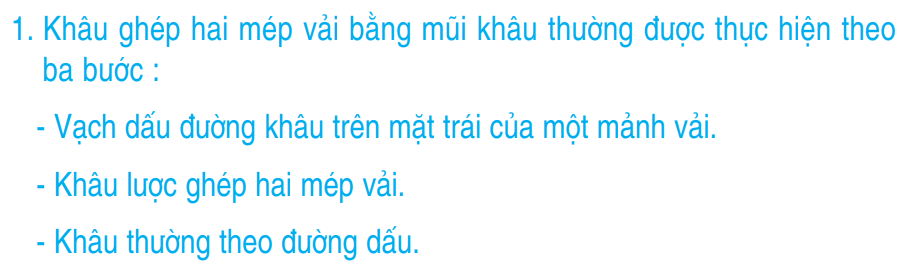 1. Khâu ghép hai mép vải bằng mũi khâu thường được thực hiện theo
ba bước :
- Vạch dấu đường khâu trên mặt trái của một mảnh vải.
- Khâu lược ghép hai mép vải.
- Khâu thường theo đường dấu.